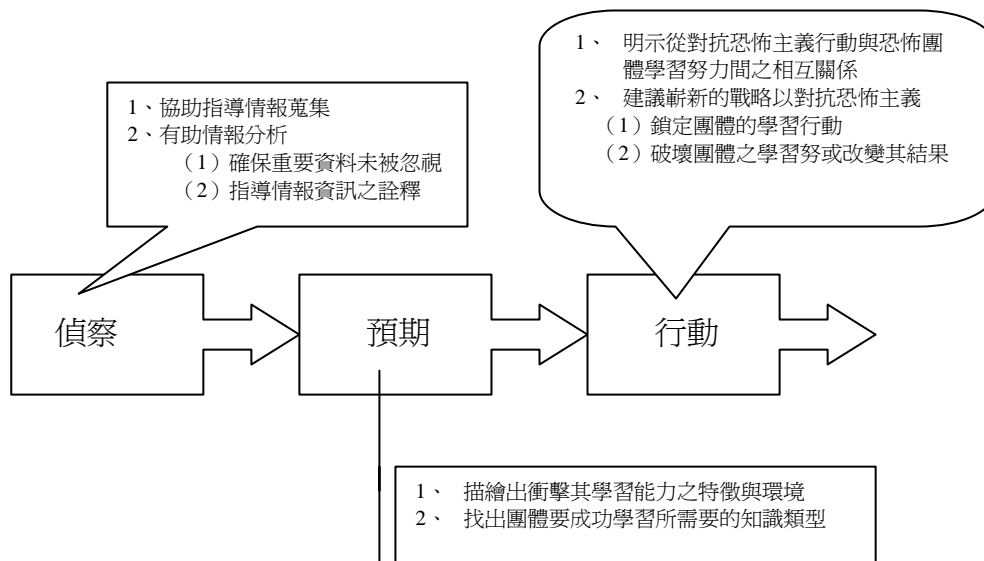 1、協助指導情報蒐集
2、有助情報分析
（1）確保重要資料未被忽視
（2）指導情報資訊之詮釋
1、 明示從對抗恐怖主義行動與恐怖團
體學習努力間之相互關係
2、 建議嶄新的戰略以對抗恐怖主義
（1）鎖定團體的學習行動
（2）破壞團體之學習努或改變其結果
偵察
預期
行動
1、 描繪出衝擊其學習能力之特徵與環境
2、 找出團體要成功學習所需要的知識類型